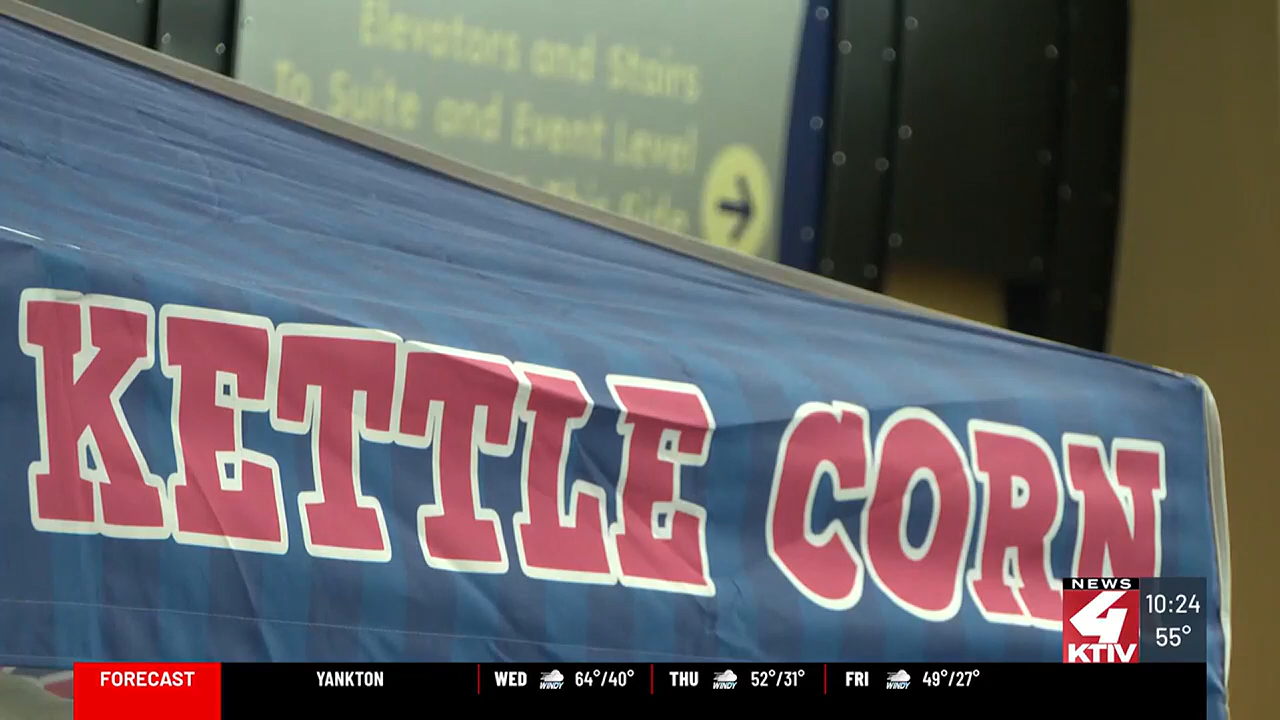 Elevators and Stairs
To Suite and Event Level
Side
KETTLE CORN
NEWS
4
KTIV
10:24
55°
FORECAST
YANKTON
WED WINDY 64°/40°
THU WINDY 52°/31°
FRI WINDY 49°/27°